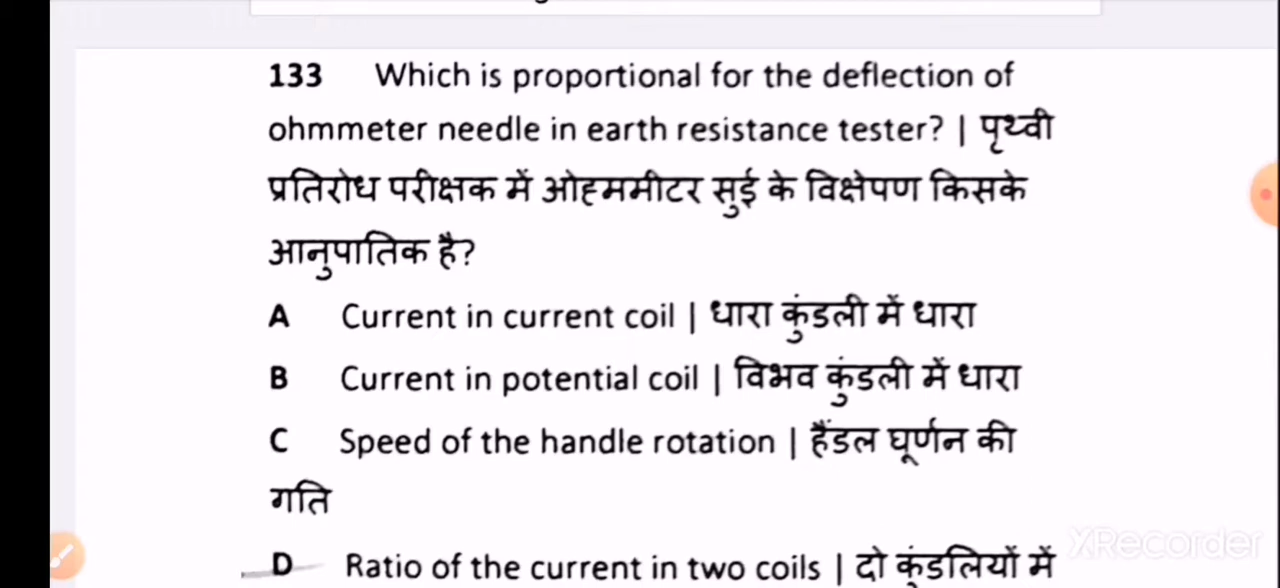 133 Which is proportional for the deflection of
ohmmeter needle in earth resistance tester? | पृथ्वी
प्रतिरोध परीक्षक में ओह्ममीटर सुई के विक्षेपण किसके
आनुपातिक है?
A Current in current coil | धारा कुंडली में धारा
B Current in potential coil | विभव कुंडली में धारा
C Speed of the handle rotation | हैंडल घूर्णन की
गति
XRecorder
D Ratio of the current in two coils | दो कुंडलियों में